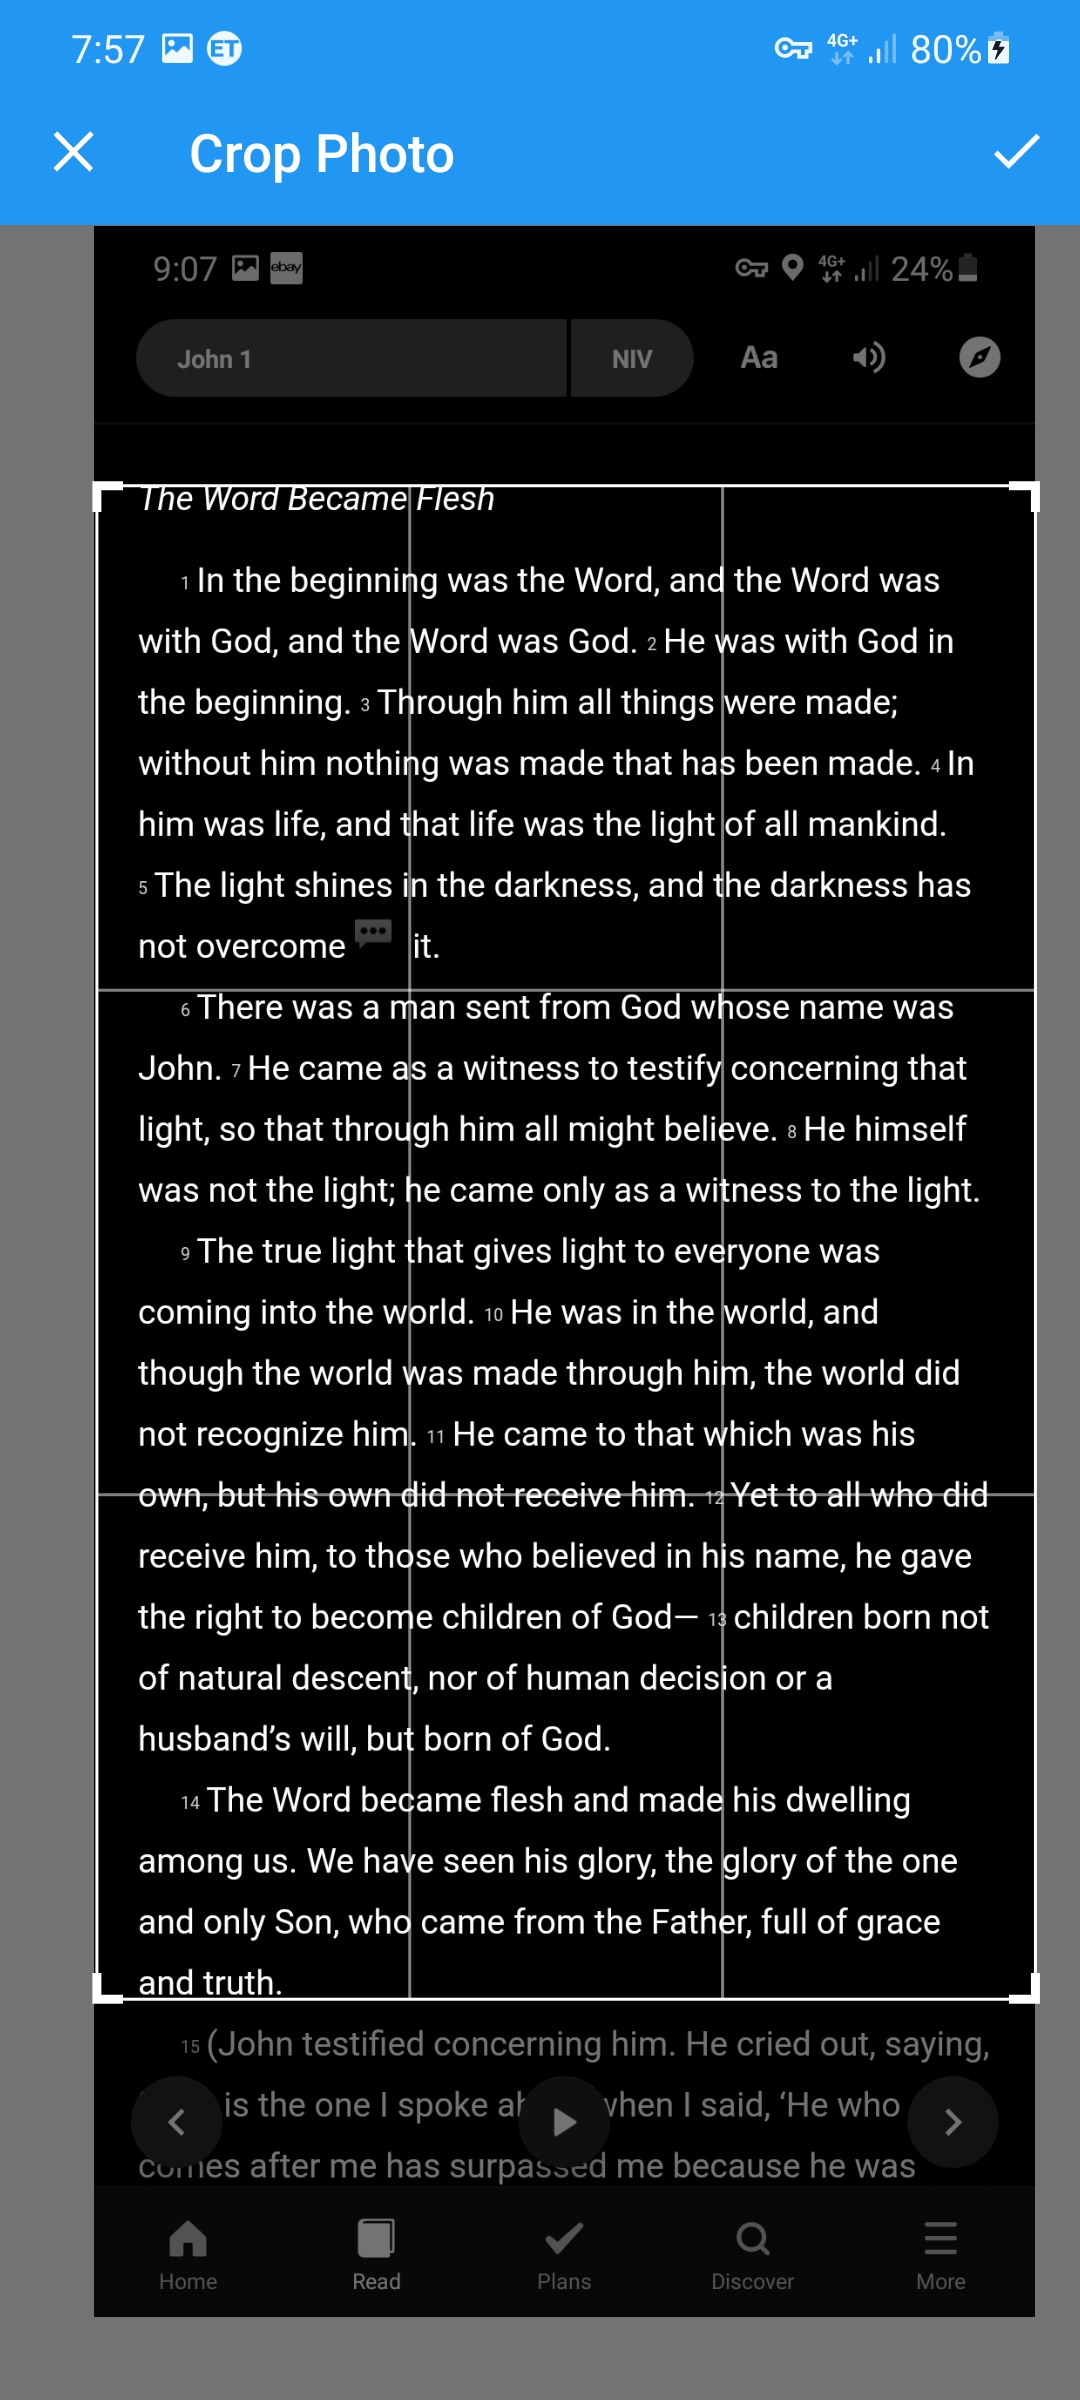 7:57 ET 4G+ 80%
Crop Photo
9:07 ebay 4G+ 24%
John 1 NIV Aa
The Word Became Flesh
1 In the beginning was the Word, and the Word was
with God, and the Word was God. 2 He was with God in
the beginning. 3 Through him all things were made;
without him nothing was made that has been made. 4 In
him was life, and that life was the light of all mankind.
5 The light shines in the darkness, and the darkness has
not overcome it.
6 There was a man sent from God whose name was
John. 7 He came as a witness to testify concerning that
light, so that through him all might believe. 8 He himself
was not the light; he came only as a witness to the light.
9 The true light that gives light to everyone was
coming into the world. 10 He was in the world, and
though the world was made through him, the world did
not recognize him. 11 He came to that which was his
own, but his own did not receive him. 12 Yet to all who did
receive him, to those who believed in his name, he gave
the right to become children of God— 13 children born not
of natural descent, nor of human decision or a
husband’s will, but born of God.
14 The Word became flesh and made his dwelling
among us. We have seen his glory, the glory of the one
and only Son, who came from the Father, full of grace
and truth.
15 (John testified concerning him. He cried out, saying,
is the one I spoke when I said, ‘He who
comes after me has surpassed me because he was
Home Read Plans Discover More